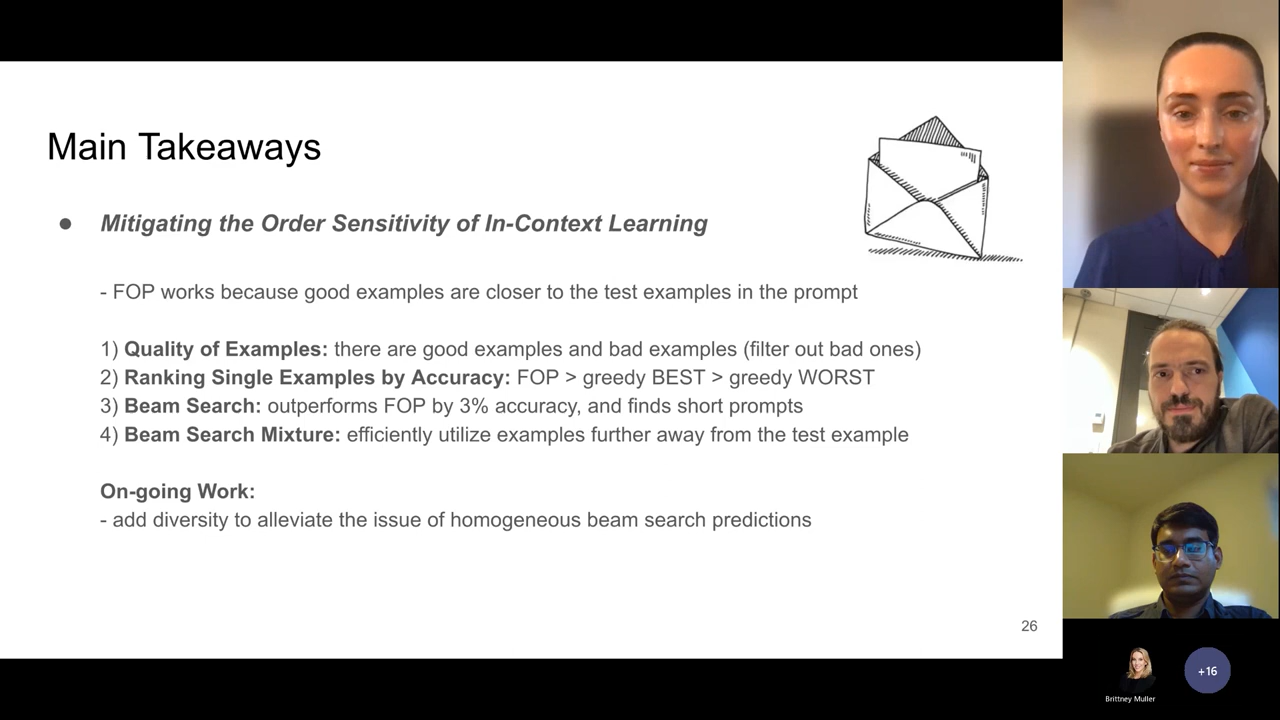 Main Takeaways
● Mitigating the Order Sensitivity of In-Context Learning
- FOP works because good examples are closer to the test examples in the prompt
1) Quality of Examples: there are good examples and bad examples (filter out bad ones)
2) Ranking Single Examples by Accuracy: FOP > greedy BEST > greedy WORST
3) Beam Search: outperforms FOP by 3% accuracy, and finds short prompts
4) Beam Search Mixture: efficiently utilize examples further away from the test example
On-going Work:
- add diversity to alleviate the issue of homogeneous beam search predictions
26
+16
Brittney Muller